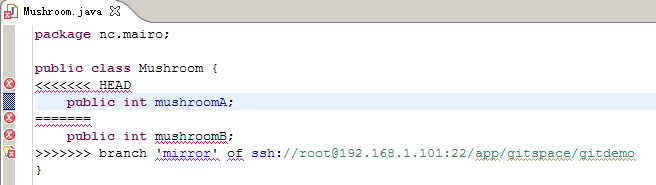 Mushroom.java
package nc.mairo;
public class Mushroom {
<<<<<<< HEAD
    public int mushroomA;
=======
    public int mushroomB;
>>>>>>> branch 'mirror' of ssh://root@192.168.1.101:22/app/gitspace/gitdemo
}